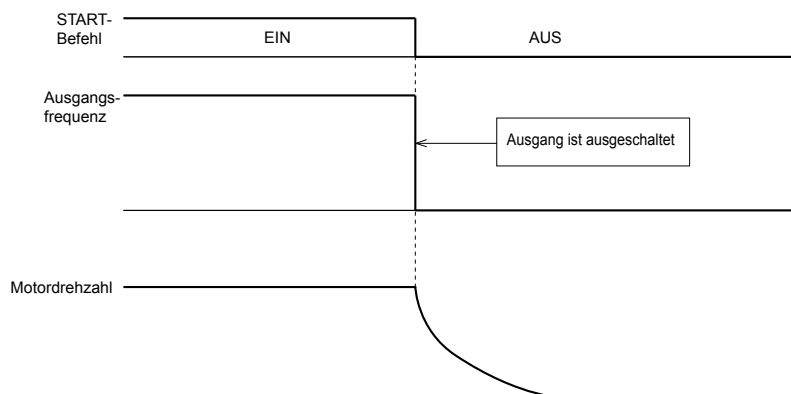 START-
Befehl
EIN
AUS
Ausgangs-
frequenz
Ausgang ist ausgeschaltet
Motordrehzahl